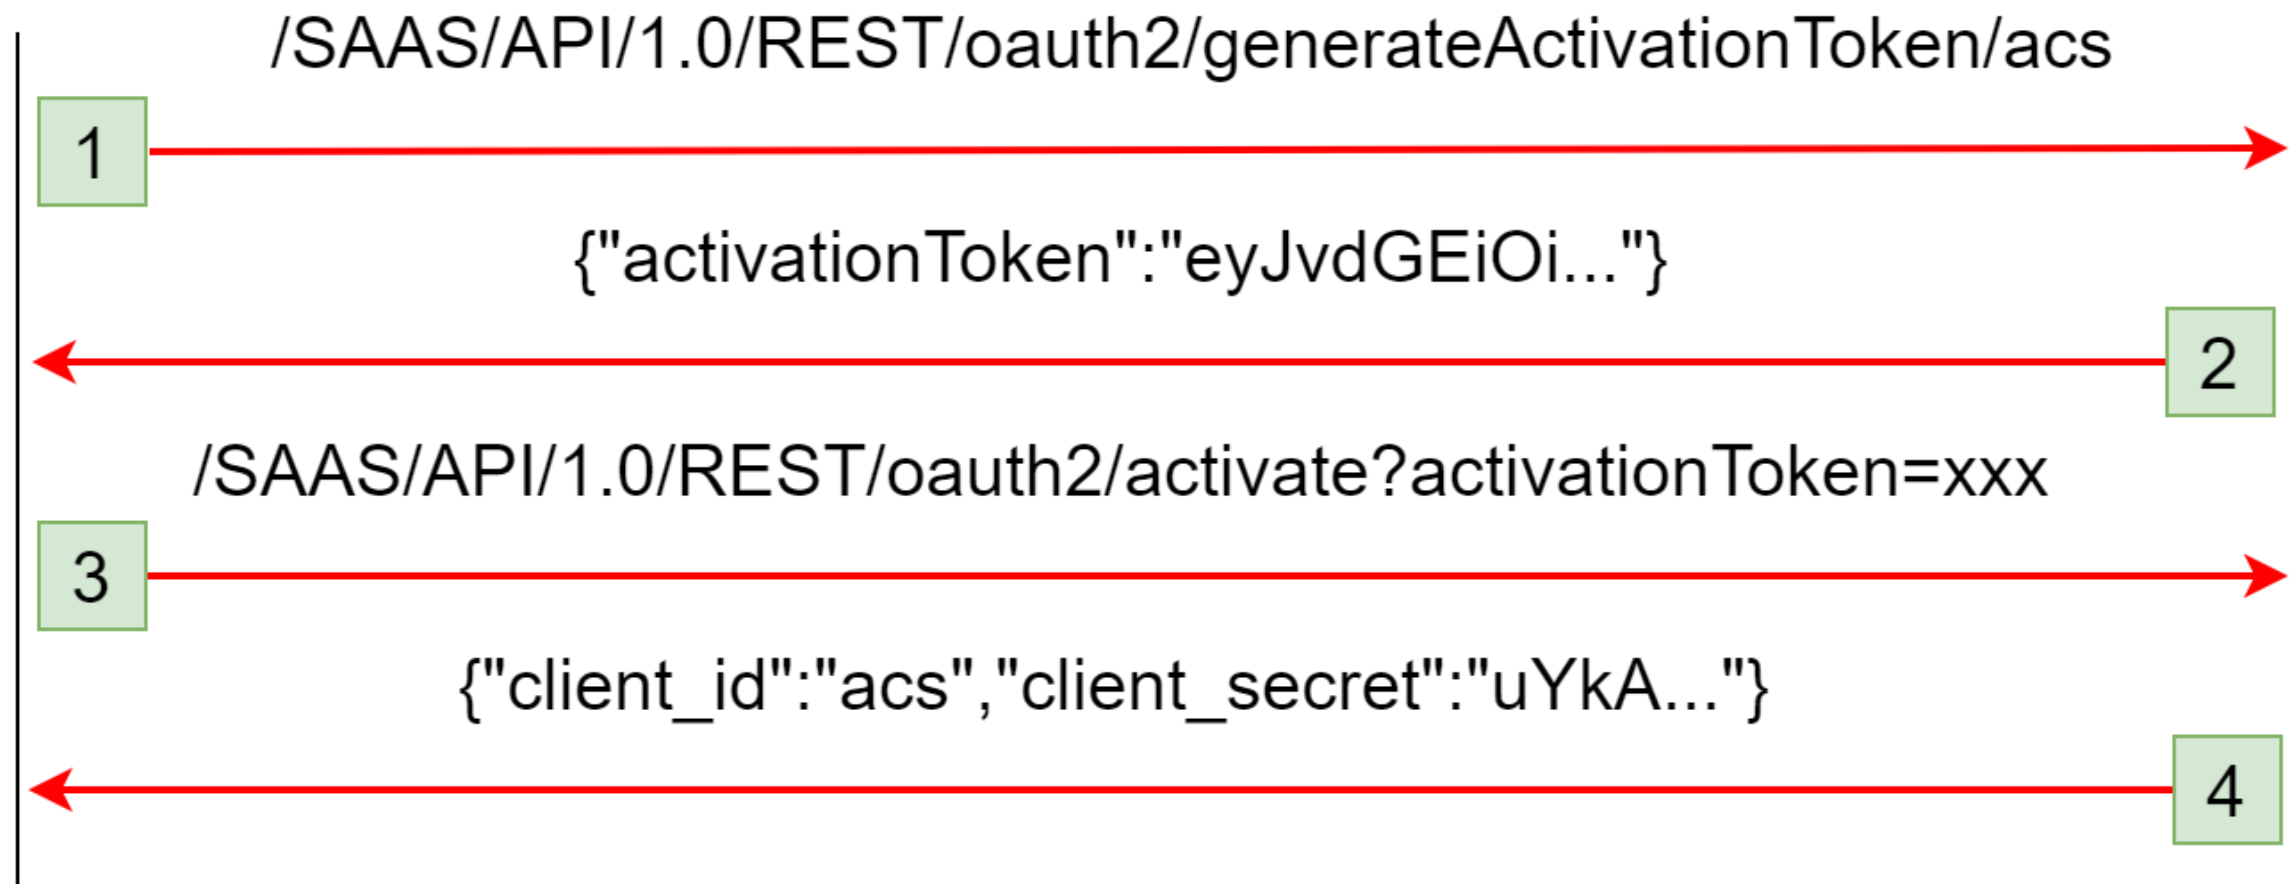 /SAAS/API/1.0/REST/oauth2/generateActivationToken/acs
1
{"activationToken":"eyJvdGEiOi..."}
2
/SAAS/API/1.0/REST/oauth2/activate?activationToken=xxx
3
{"client_id":"acs","client_secret":"uYkA..."}
4